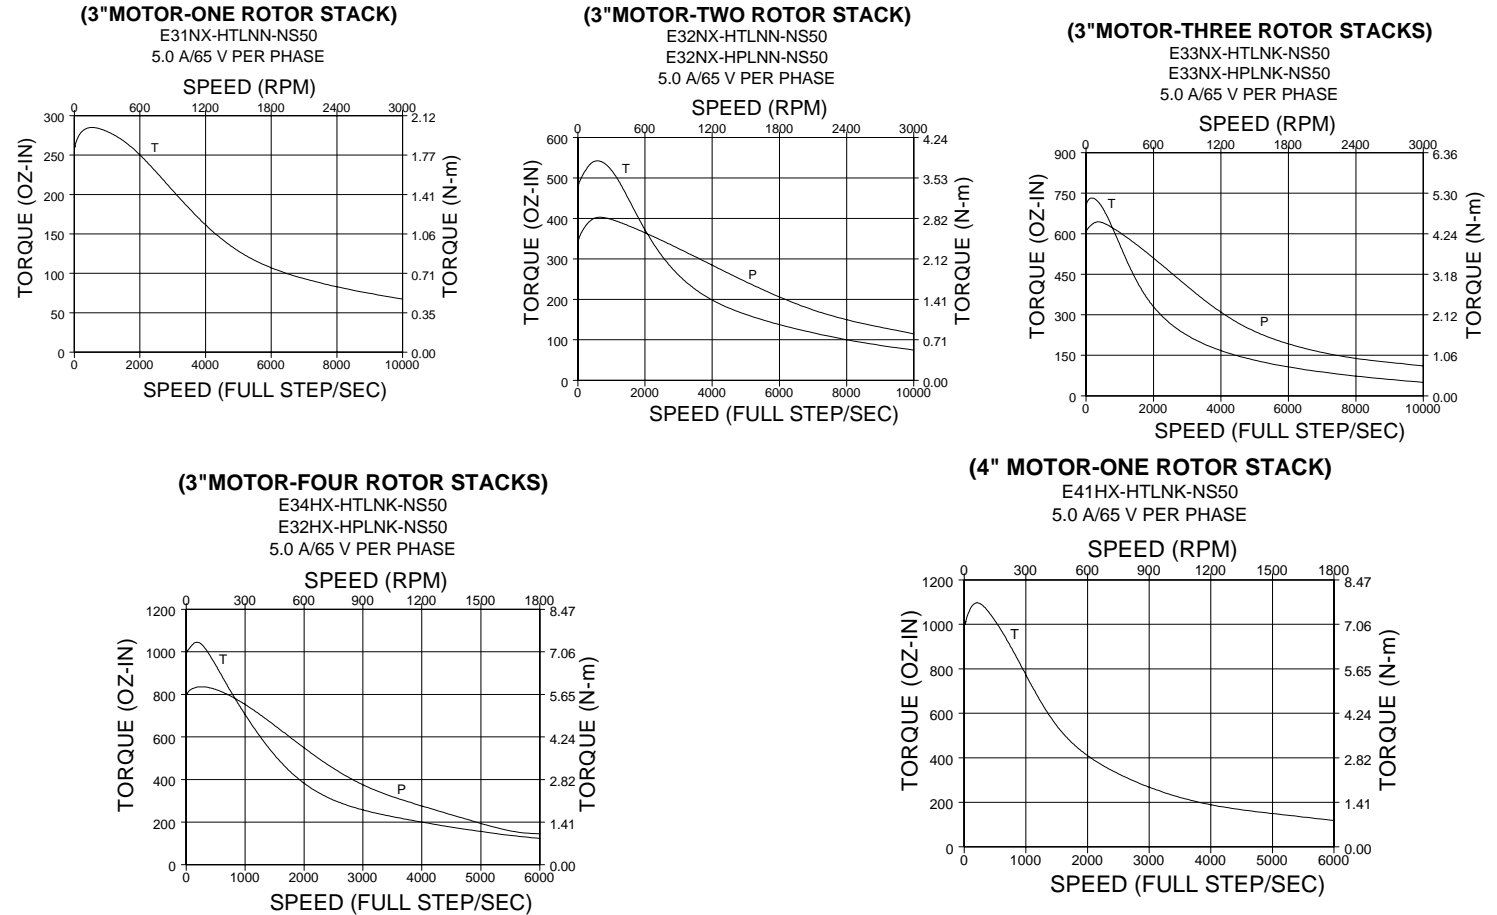 (3"MOTOR-ONE ROTOR STACK)
E31NX-HTLNN-NS50
5.0 A/65 V PER PHASE
SPEED (RPM)
0 600 1200 1800 2400 3000
300 2.12
250 1.77
200 1.41
150 1.06
100 0.71
50 0.35
0 0.00
T
TORQUE (OZ-IN)
TORQUE (N-m)
0 2000 4000 6000 8000 10000
SPEED (FULL STEP/SEC)
(3"MOTOR-TWO ROTOR STACK)
E32NX-HTLNN-NS50
E32NX-HPLNN-NS50
5.0 A/65 V PER PHASE
SPEED (RPM)
0 600 1200 1800 2400 3000
600 4.24
500 3.53
400 2.82
300 2.12
200 1.41
100 0.71
0 0.00
T
P
TORQUE (OZ-IN)
TORQUE (N-m)
0 2000 4000 6000 8000 10000
SPEED (FULL STEP/SEC)
(3"MOTOR-THREE ROTOR STACKS)
E33NX-HTLNK-NS50
E33NX-HPLNK-NS50
5.0 A/65 V PER PHASE
SPEED (RPM)
0 600 1200 1800 2400 3000
900 6.36
750 5.30
600 4.24
450 3.18
300 2.12
150 1.06
0 0.00
T
P
TORQUE (OZ-IN)
TORQUE (N-m)
0 2000 4000 6000 8000 10000
SPEED (FULL STEP/SEC)
(3"MOTOR-FOUR ROTOR STACKS)
E34HX-HTLNK-NS50
E32HX-HPLNK-NS50
5.0 A/65 V PER PHASE
SPEED (RPM)
0 300 600 900 1200 1500 1800
1200 8.47
1000 7.06
800 5.65
600 4.24
400 2.82
200 1.41
0 0.00
T
P
TORQUE (OZ-IN)
TORQUE (N-m)
0 1000 2000 3000 4000 5000 6000
SPEED (FULL STEP/SEC)
(4" MOTOR-ONE ROTOR STACK)
E41HX-HTLNK-NS50
5.0 A/65 V PER PHASE
SPEED (RPM)
0 300 600 900 1200 1500 1800
1200 8.47
1000 7.06
800 5.65
600 4.24
400 2.82
200 1.41
0 0.00
T
TORQUE (OZ-IN)
TORQUE (N-m)
0 1000 2000 3000 4000 5000 6000
SPEED (FULL STEP/SEC)